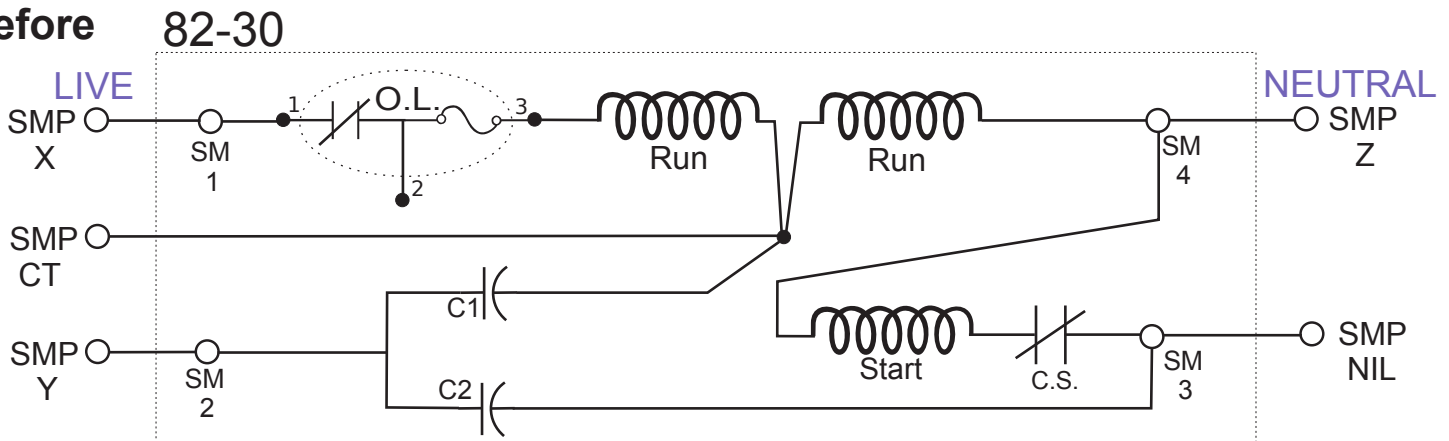 efore
82-30
LIVE
NEUTRAL
SMP
X
SM
1
1
O.L.
3
2
Run
Run
SM
4
SMP
Z
SMP
CT
C1
SMP
Y
SM
2
C2
Start
C.S.
SM
3
SMP
NIL